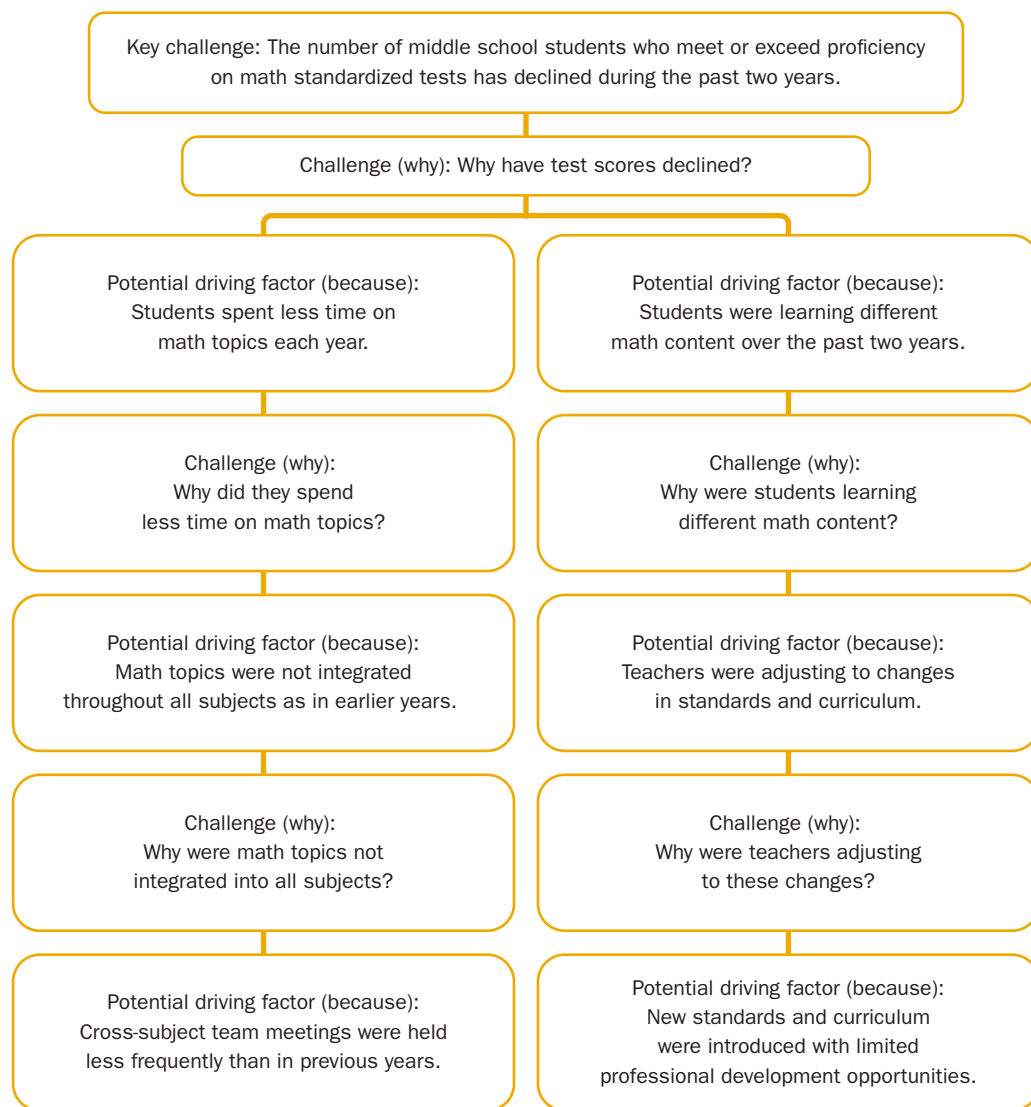 Key challenge: The number of middle school students who meet or exceed proficiency
on math standardized tests has declined during the past two years.
Challenge (why): Why have test scores declined?
Potential driving factor (because):
Students spent less time on
math topics each year.
Potential driving factor (because):
Students were learning different
math content over the past two years.
Challenge (why):
Why did they spend
less time on math topics?
Challenge (why):
Why were students learning
different math content?
Potential driving factor (because):
Math topics were not integrated
throughout all subjects as in earlier years.
Potential driving factor (because):
Teachers were adjusting to changes
in standards and curriculum.
Challenge (why):
Why were math topics not
integrated into all subjects?
Challenge (why):
Why were teachers adjusting
to these changes?
Potential driving factor (because):
Cross-subject team meetings were held
less frequently than in previous years.
Potential driving factor (because):
New standards and curriculum
were introduced with limited
professional development opportunities.